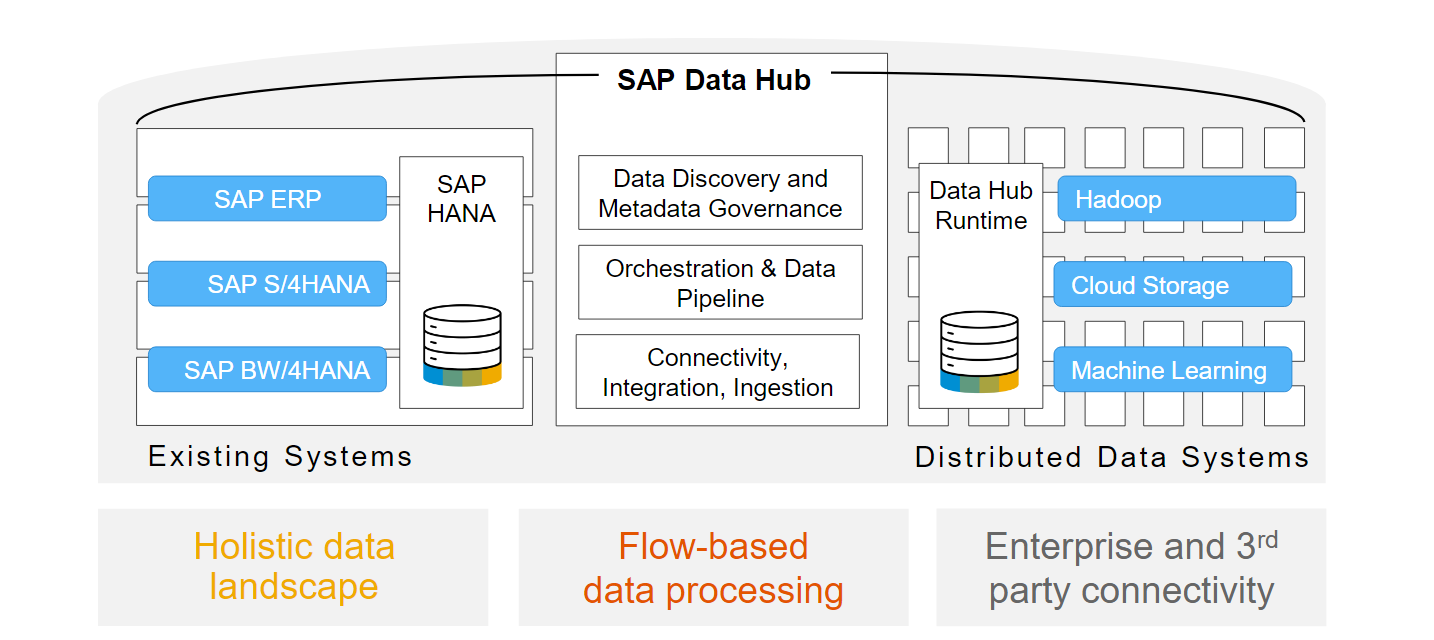 SAP Data Hub
SAP ERP
SAP S/4HANA
SAP BW/4HANA
SAP
HANA
Existing Systems
Data Discovery and
Metadata Governance
Orchestration & Data
Pipeline
Connectivity,
Integration, Ingestion
Data Hub
Runtime
Hadoop
Cloud Storage
Machine Learning
Distributed Data Systems
Holistic data
landscape
Flow-based
data processing
Enterprise and 3rd
party connectivity